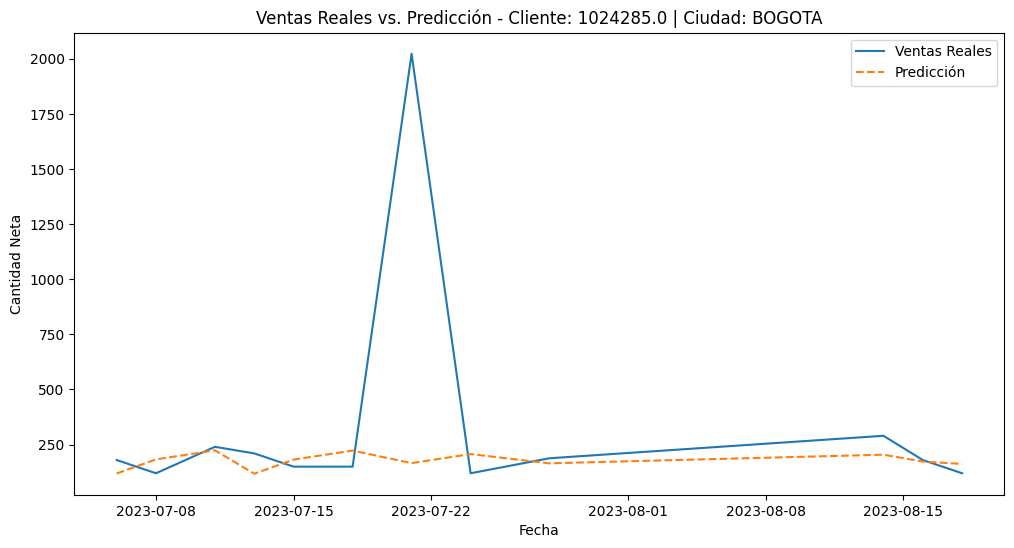 Ventas Reales vs. Predicción - Cliente: 1024285.0 | Ciudad: BOGOTA
Ventas Reales
Predicción
Cantidad Neta
2000
1750
1500
1250
1000
750
500
250
2023-07-08 2023-07-15 2023-07-22 2023-08-01 2023-08-08 2023-08-15
Fecha